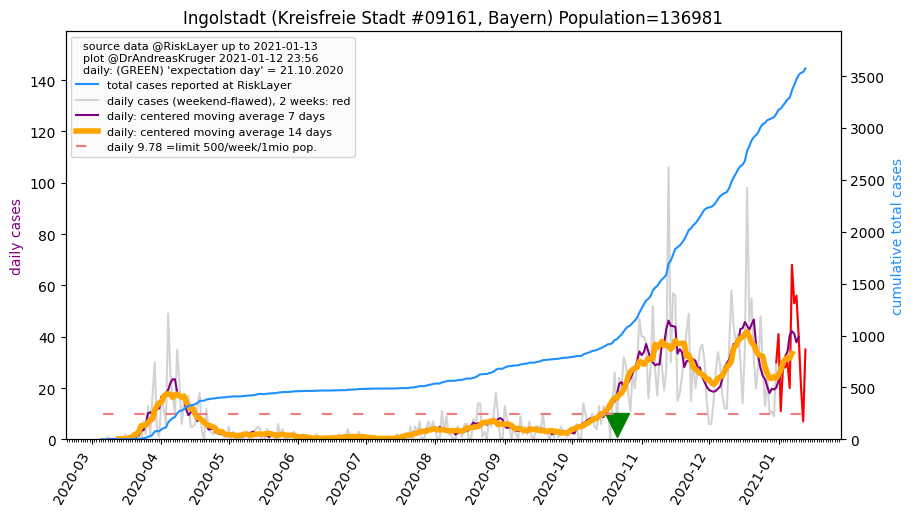 Ingolstadt (Kreisfreie Stadt #09161, Bayern) Population=136981
source data @RiskLayer up to 2021-01-13
plot @DrAndreasKruger 2021-01-12 23:56
daily: (GREEN) 'expectation day' = 21.10.2020
total cases reported at RiskLayer
daily cases (weekend-flawed), 2 weeks: red
daily: centered moving average 7 days
daily: centered moving average 14 days
daily 9.78 =limit 500/week/1mio pop.
daily cases
140
120
100
80
60
40
20
0
cumulative total cases
3500
3000
2500
2000
1500
1000
500
0
2020-03
2020-04
2020-05
2020-06
2020-07
2020-08
2020-09
2020-10
2020-11
2020-12
2021-01